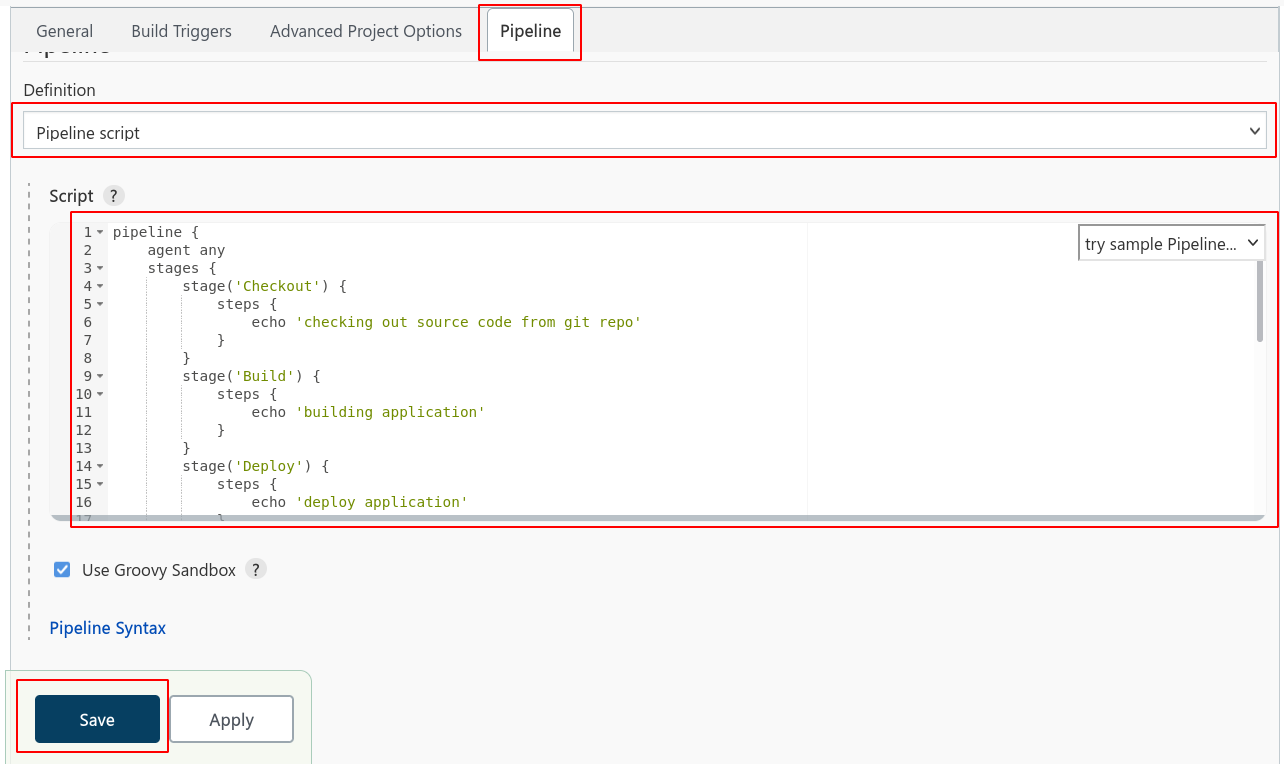 General Build Triggers Advanced Project Options Pipeline
Pipeline
Definition
Pipeline script
Script ?
try sample Pipeline...
1 pipeline {
2     agent any
3     stages {
4         stage('Checkout') {
5             steps {
6                 echo 'checking out source code from git repo'
7             }
8         }
9         stage('Build') {
10             steps {
11                 echo 'building application'
12             }
13         }
14         stage('Deploy') {
15             steps {
16                 echo 'deploy application'
17             }
Use Groovy Sandbox ?
Pipeline Syntax
Save Apply